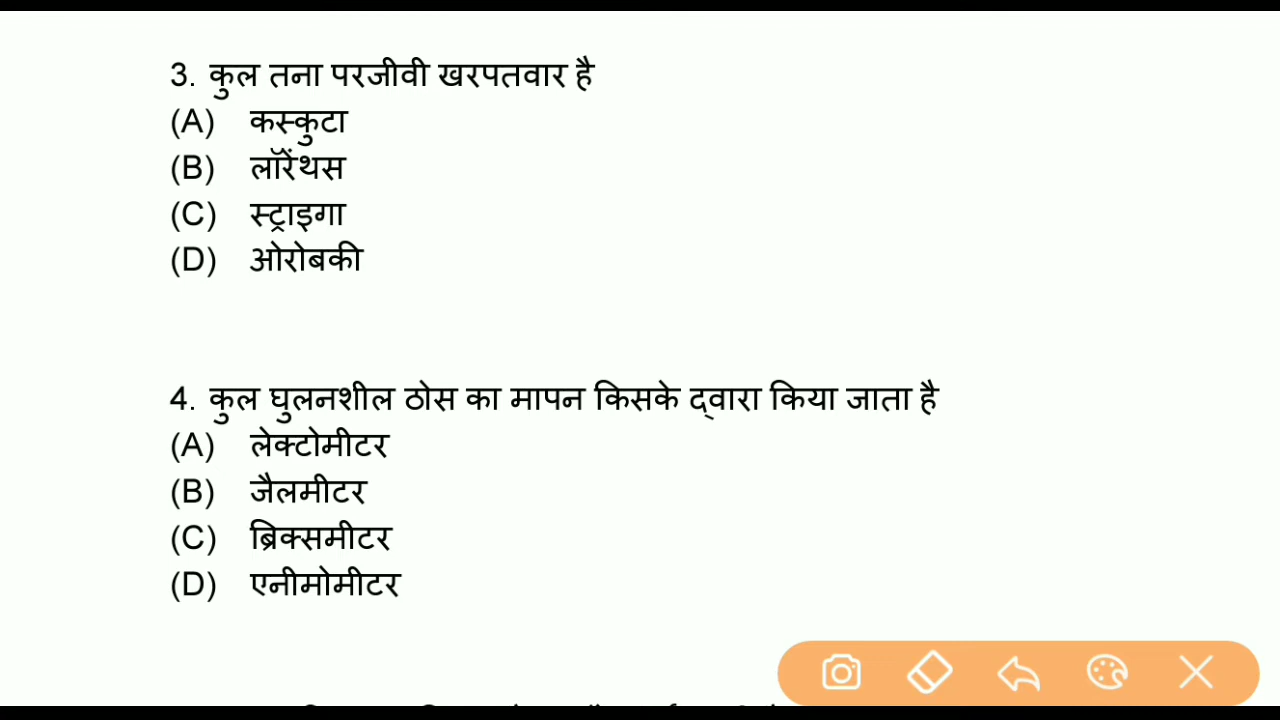 3. कुल तना परजीवी खरपतवार है
(A) कस्कुटा
(B) लॉरेंथस
(C) स्ट्राइगा
(D) ओरोबकी
4. कुल घुलनशील ठोस का मापन किसके द्वारा किया जाता है
(A) लेक्टोमीटर
(B) जैलमीटर
(C) ब्रिक्समीटर
(D) एनीमोमीटर